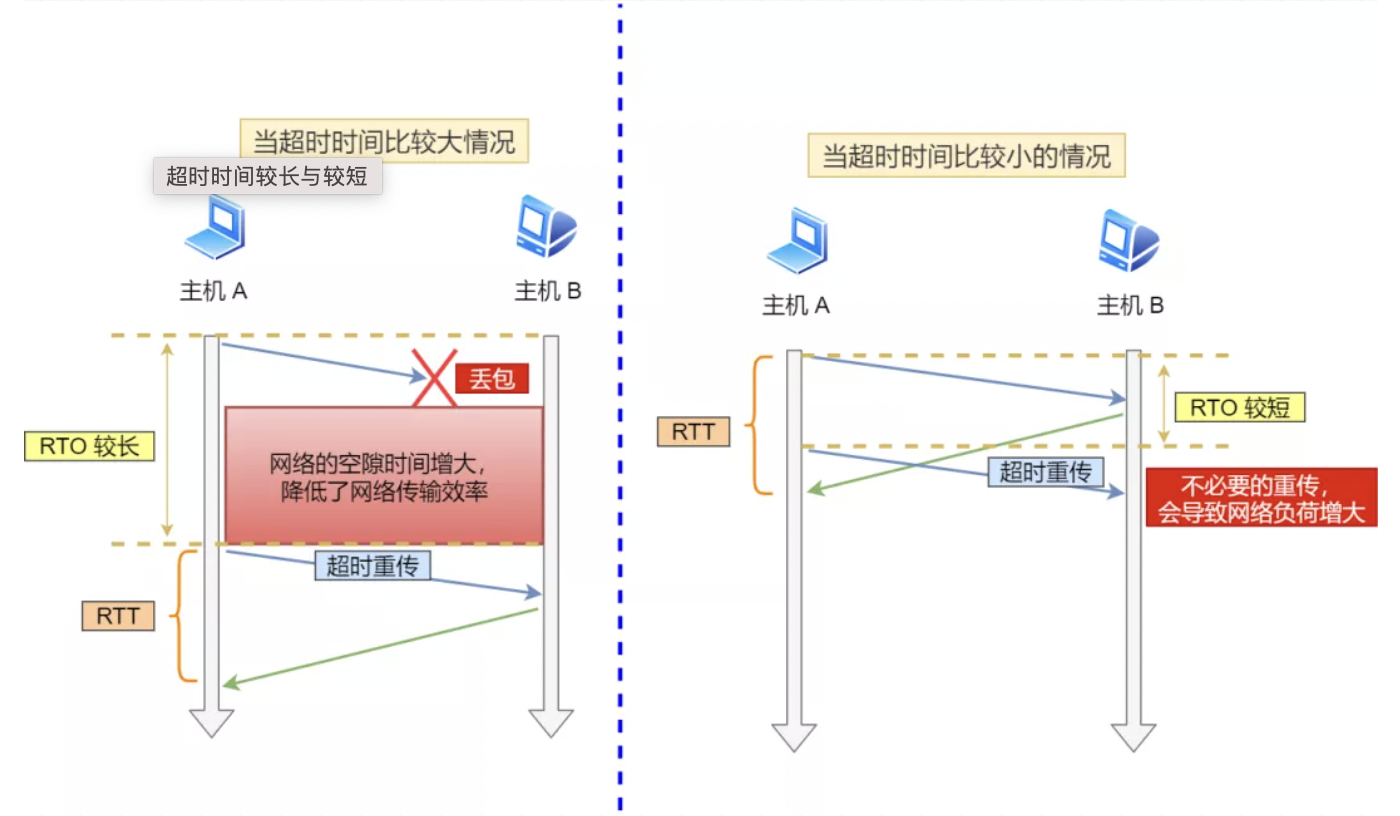 当超时时间比较大情况
超时时间较长与较短
主机 A
主机 B
RTO 较长
丢包
网络的空隙时间增大，
降低了网络传输效率
超时重传
RTT
当超时时间比较小的情况
主机 A
主机 B
RTT
RTO 较短
超时重传
不必要的重传，
会导致网络负荷增大